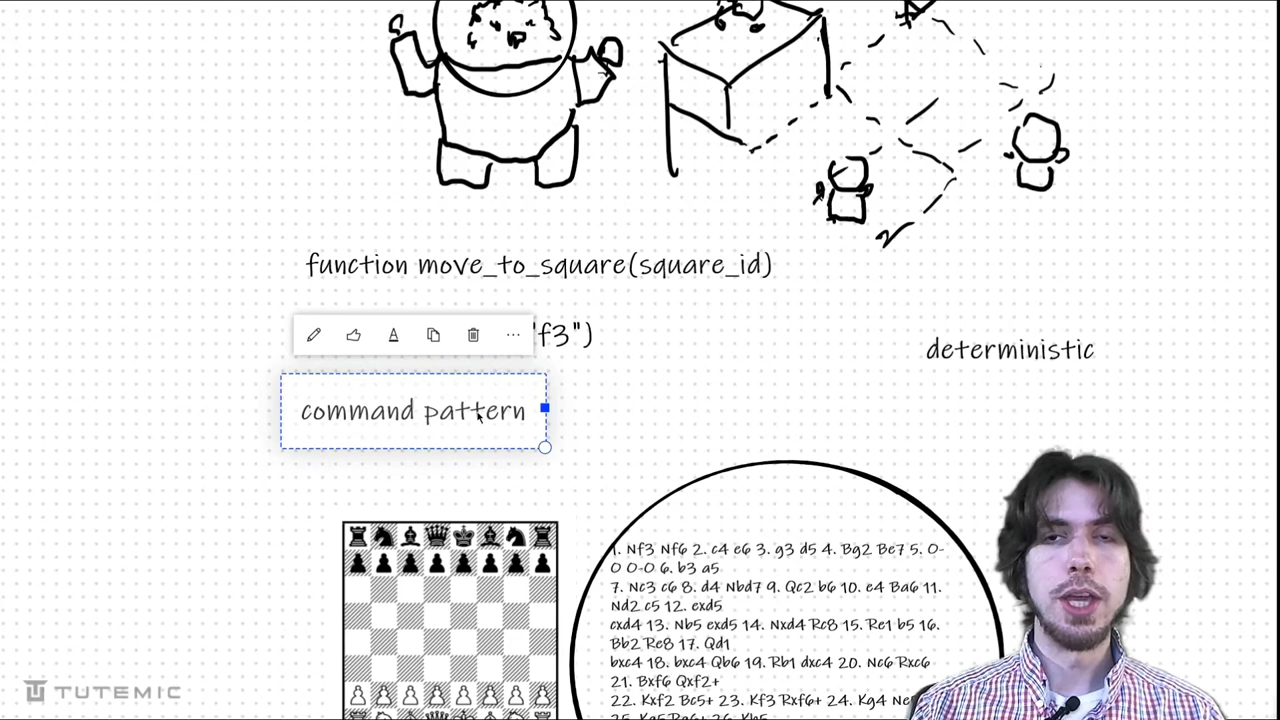 function move_to_square(square_id)
"f3")
deterministic
command pattern
1. Nf3 Nf6 2. c4 e6 3. g3 d5 4. Bg2 Be7 5. 0-
0 0-0 6. b3 a5
7. Nc3 c6 8. d4 Nbd7 9. Qc2 b6 10. e4 Ba6 11.
Nd2 c5 12. exd5
cxd4 13. Nb5 exd5 14. Nxd4 Rc8 15. Re1 b5 16.
Bb2 Re8 17. Qd1
bxc4 18. bxc4 Qb6 19. Rb1 dxc4 20. Nc6 Rxc6
21. Bxf6 Qxf2+
22. Kxf2 Bc5+ 23. Kf3 Rxf6+ 24. Kg4
TUTEMIC